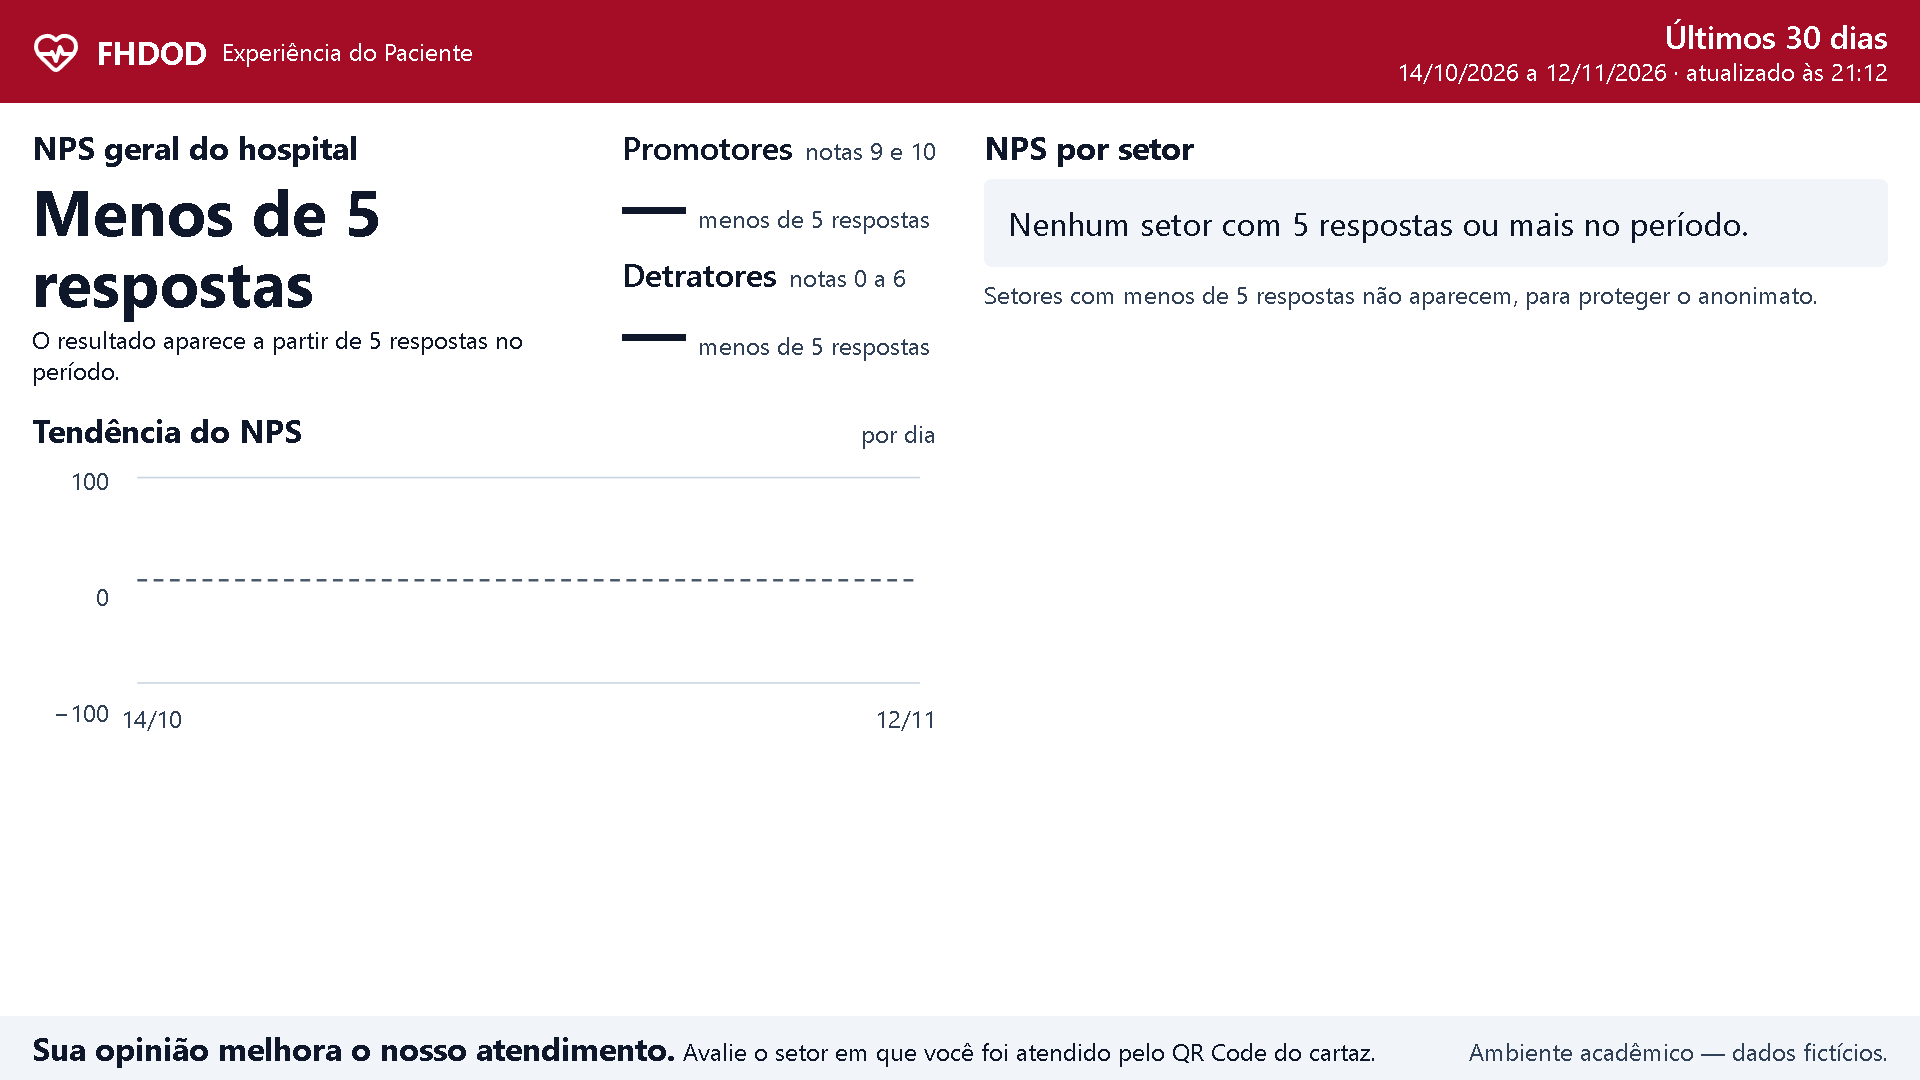 FHDOD Experiência do Paciente
Últimos 30 dias
14/10/2026 a 12/11/2026 · atualizado às 21:12
NPS geral do hospital
Menos de 5
respostas
O resultado aparece a partir de 5 respostas no
período.
Promotores notas 9 e 10
— menos de 5 respostas
Detratores notas 0 a 6
— menos de 5 respostas
Tendência do NPS
por dia
100
0
−100
14/10
12/11
NPS por setor
Nenhum setor com 5 respostas ou mais no período.
Setores com menos de 5 respostas não aparecem, para proteger o anonimato.
Sua opinião melhora o nosso atendimento. Avalie o setor em que você foi atendido pelo QR Code do cartaz.
Ambiente acadêmico — dados fictícios.